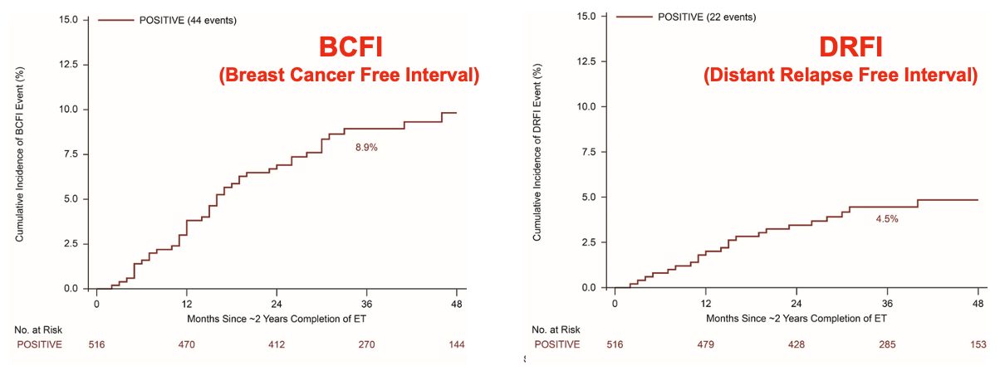 15.0
POSITIVE (44 events)
BCFI
(Breast Cancer Free Interval)
12.5
10.0
7.5
5.0
2.5
0.0
Cumulative Incidence of BCFI Event (%)
8.9%
0 12 24 36 48
Months Since ~2 Years Completion of ET
No. at Risk
POSITIVE 516 470 412 270 144
15.0
POSITIVE (22 events)
DRFI
(Distant Relapse Free Interval)
12.5
10.0
7.5
5.0
2.5
0.0
Cumulative Incidence of DRFI Event (%)
4.5%
0 12 24 36 48
Months Since ~2 Years Completion of ET
No. at Risk
POSITIVE 516 479 428 285 153